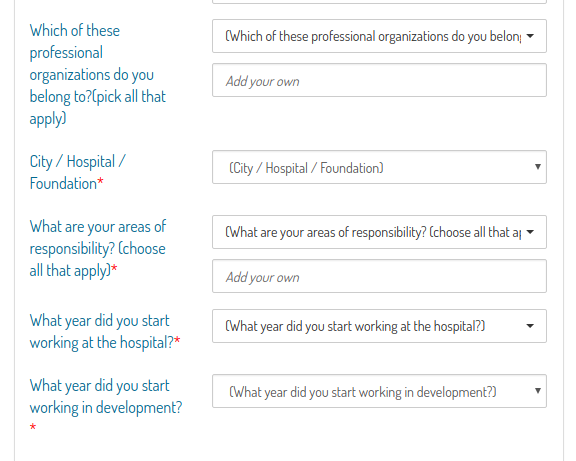 Which of these
professional
organizations do you
belong to?(pick all that
apply)
(Which of these professional organizations do you belong
Add your own
City / Hospital /
Foundation*
(City / Hospital / Foundation)
What are your areas of
responsibility? (choose
all that apply)*
(What are your areas of responsibility? (choose all that ap
Add your own
What year did you start
working at the hospital?*
(What year did you start working at the hospital?)
What year did you start
working in development?
*
(What year did you start working in development?)